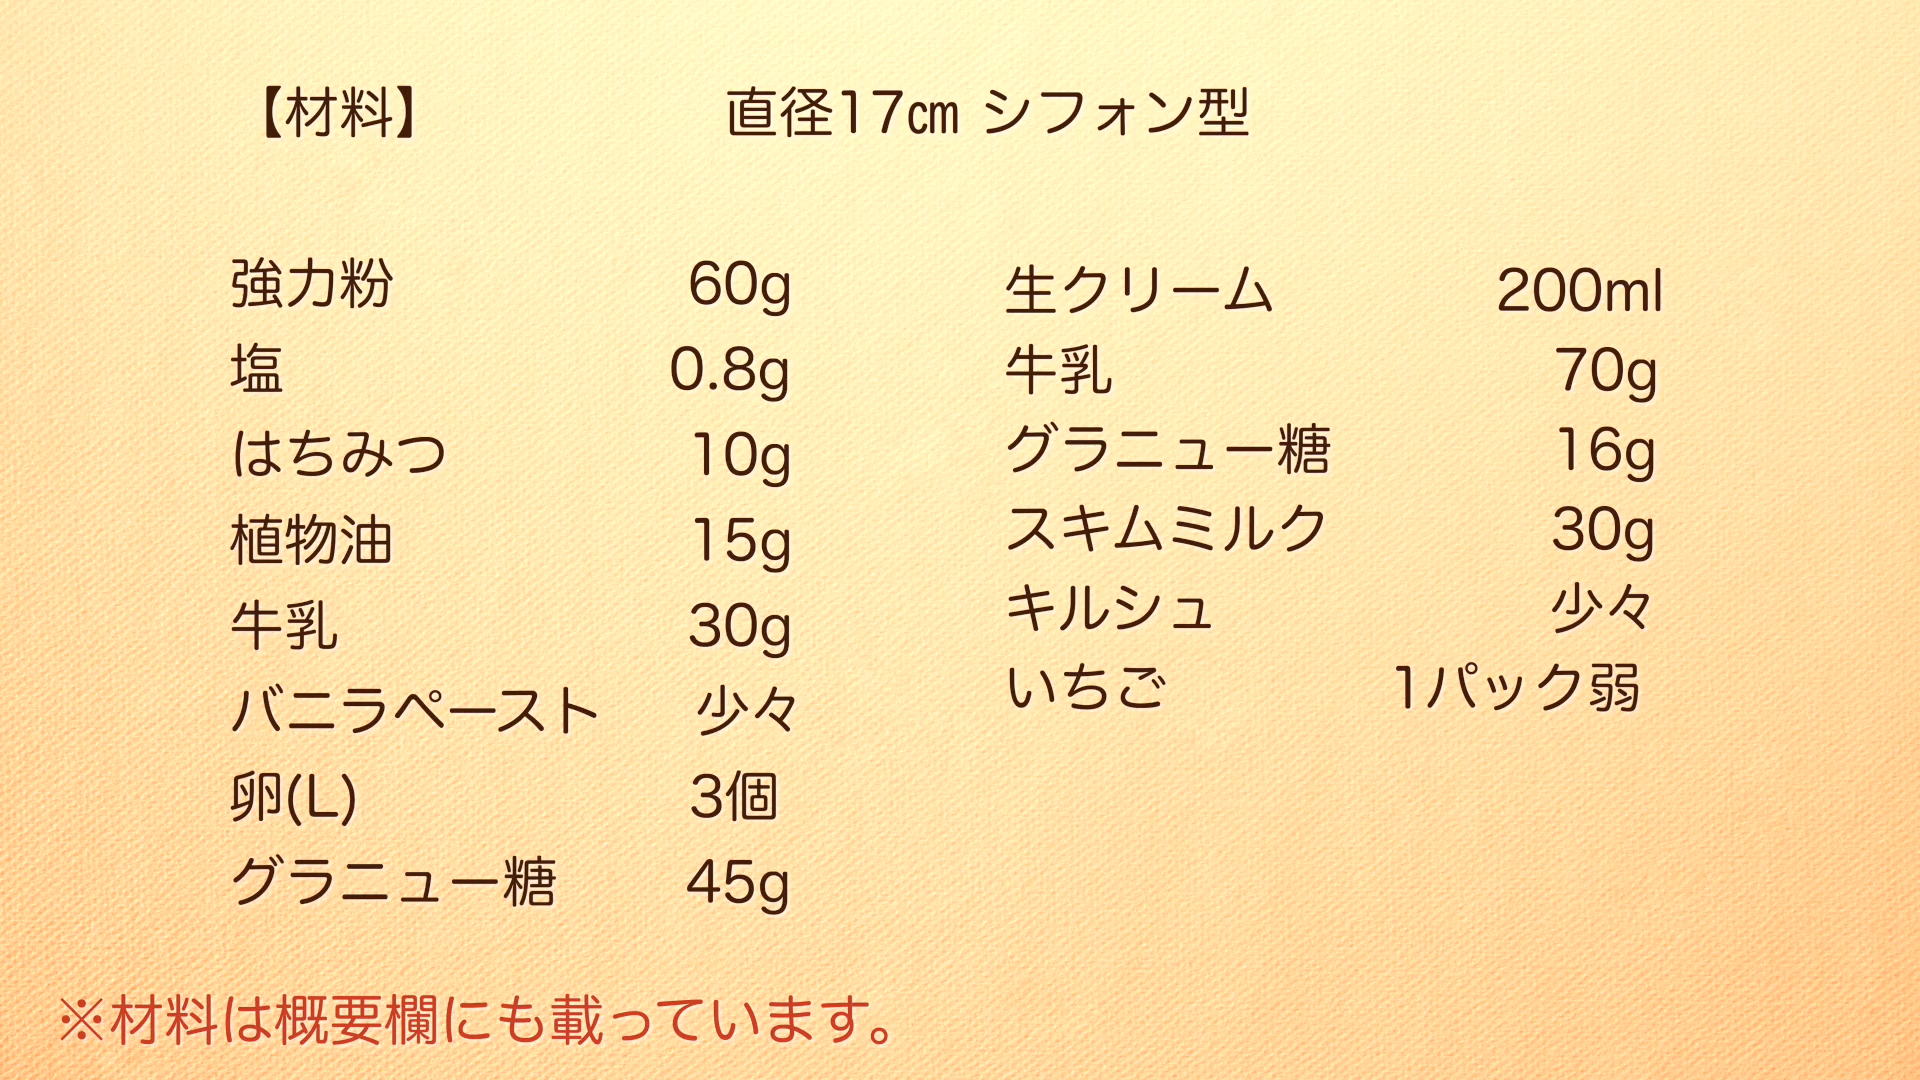 【材料】 直径17㎝ シフォン型
強力粉 60g
塩 0.8g
はちみつ 10g
植物油 15g
牛乳 30g
バニラペースト 少々
卵(L) 3個
グラニュー糖 45g
生クリーム 200ml
牛乳 70g
グラニュー糖 16g
スキムミルク 30g
キルシュ 少々
いちご 1パック弱
※材料は概要欄にも載っています。